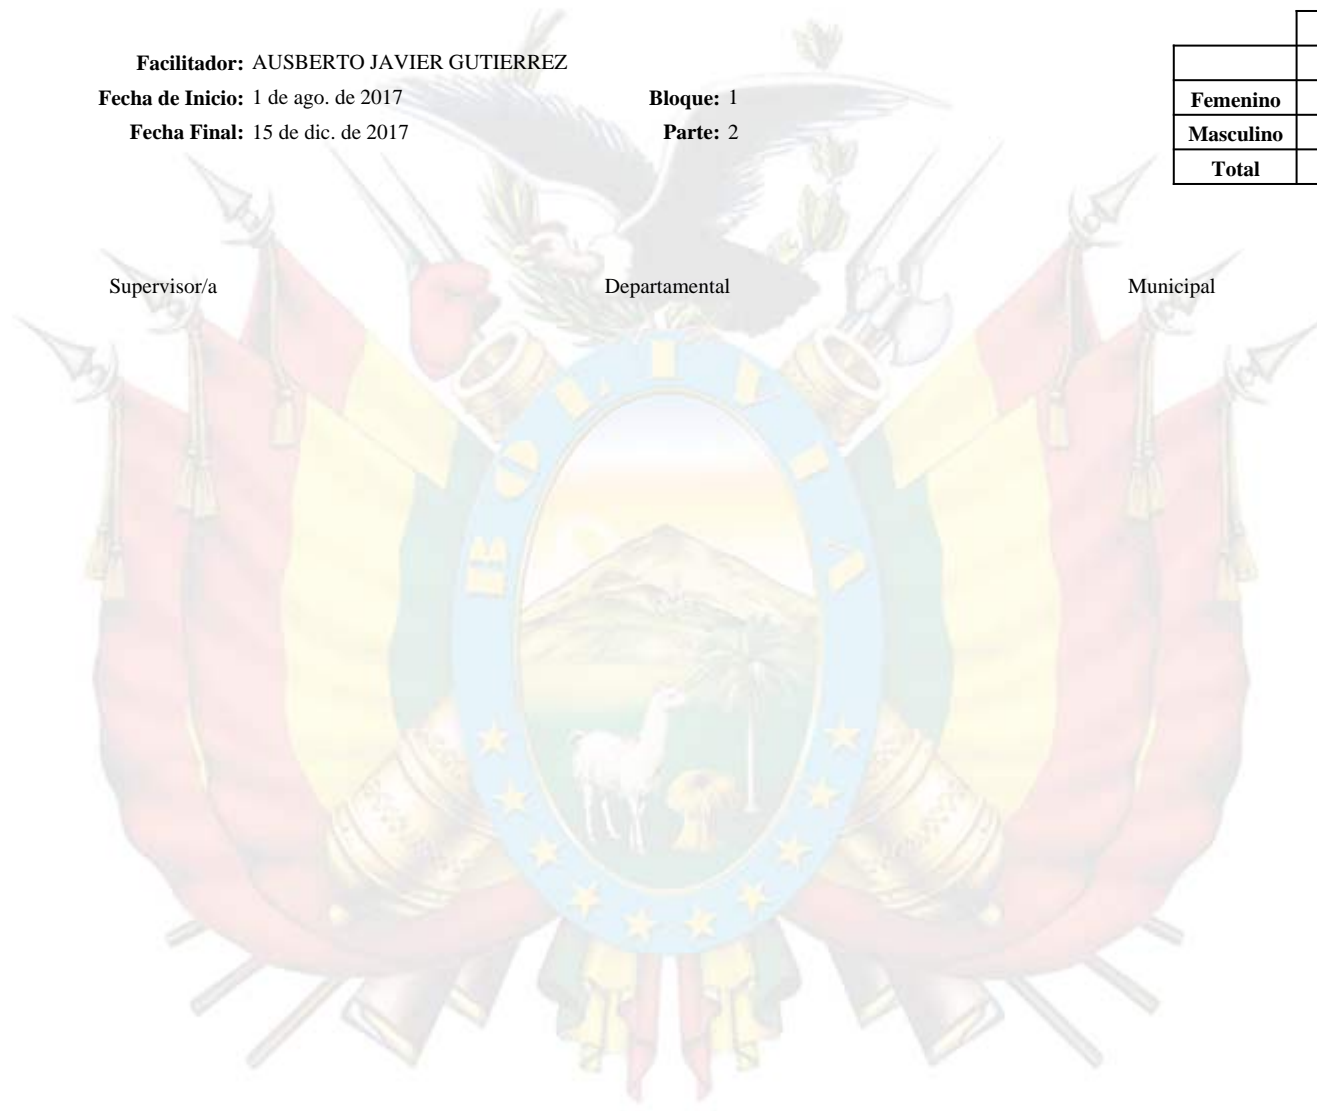 Facilitador: AUSBERTO JAVIER GUTIERREZ
Fecha de Inicio: 1 de ago. de 2017 Bloque: 1
Fecha Final: 15 de dic. de 2017 Parte: 2
Femenino
Masculino
Total
Supervisor/a Departamental Municipal
BOLIVIA